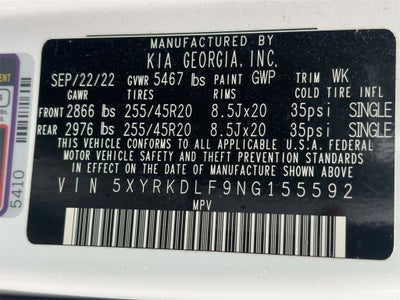 MANUFACTURED BY
KIA GEORGIA, INC.
SEP/22/22 GVWR 5467 lbs PAINT GWP TRIM WK
GAWR TIRES RIMS COLD TIRE INFL
FRONT 2866 lbs 255/45R20 8.5Jx20 35psi SINGLE
REAR 2976 lbs 255/45R20 8.5Jx20 35psi SINGLE
THIS VEHICLE CONFORMS TO ALL APPLICABLE U.S.A. FEDERAL
MOTOR VEHICLE SAFETY, BUMPER, AND THEFT PREVENTION
STANDARDS IN EFFECT ON THE DATE OF MANUFACTURE SHOWN ABOVE.
VIN 5XYRKDLF9NG155592
MPV
5410